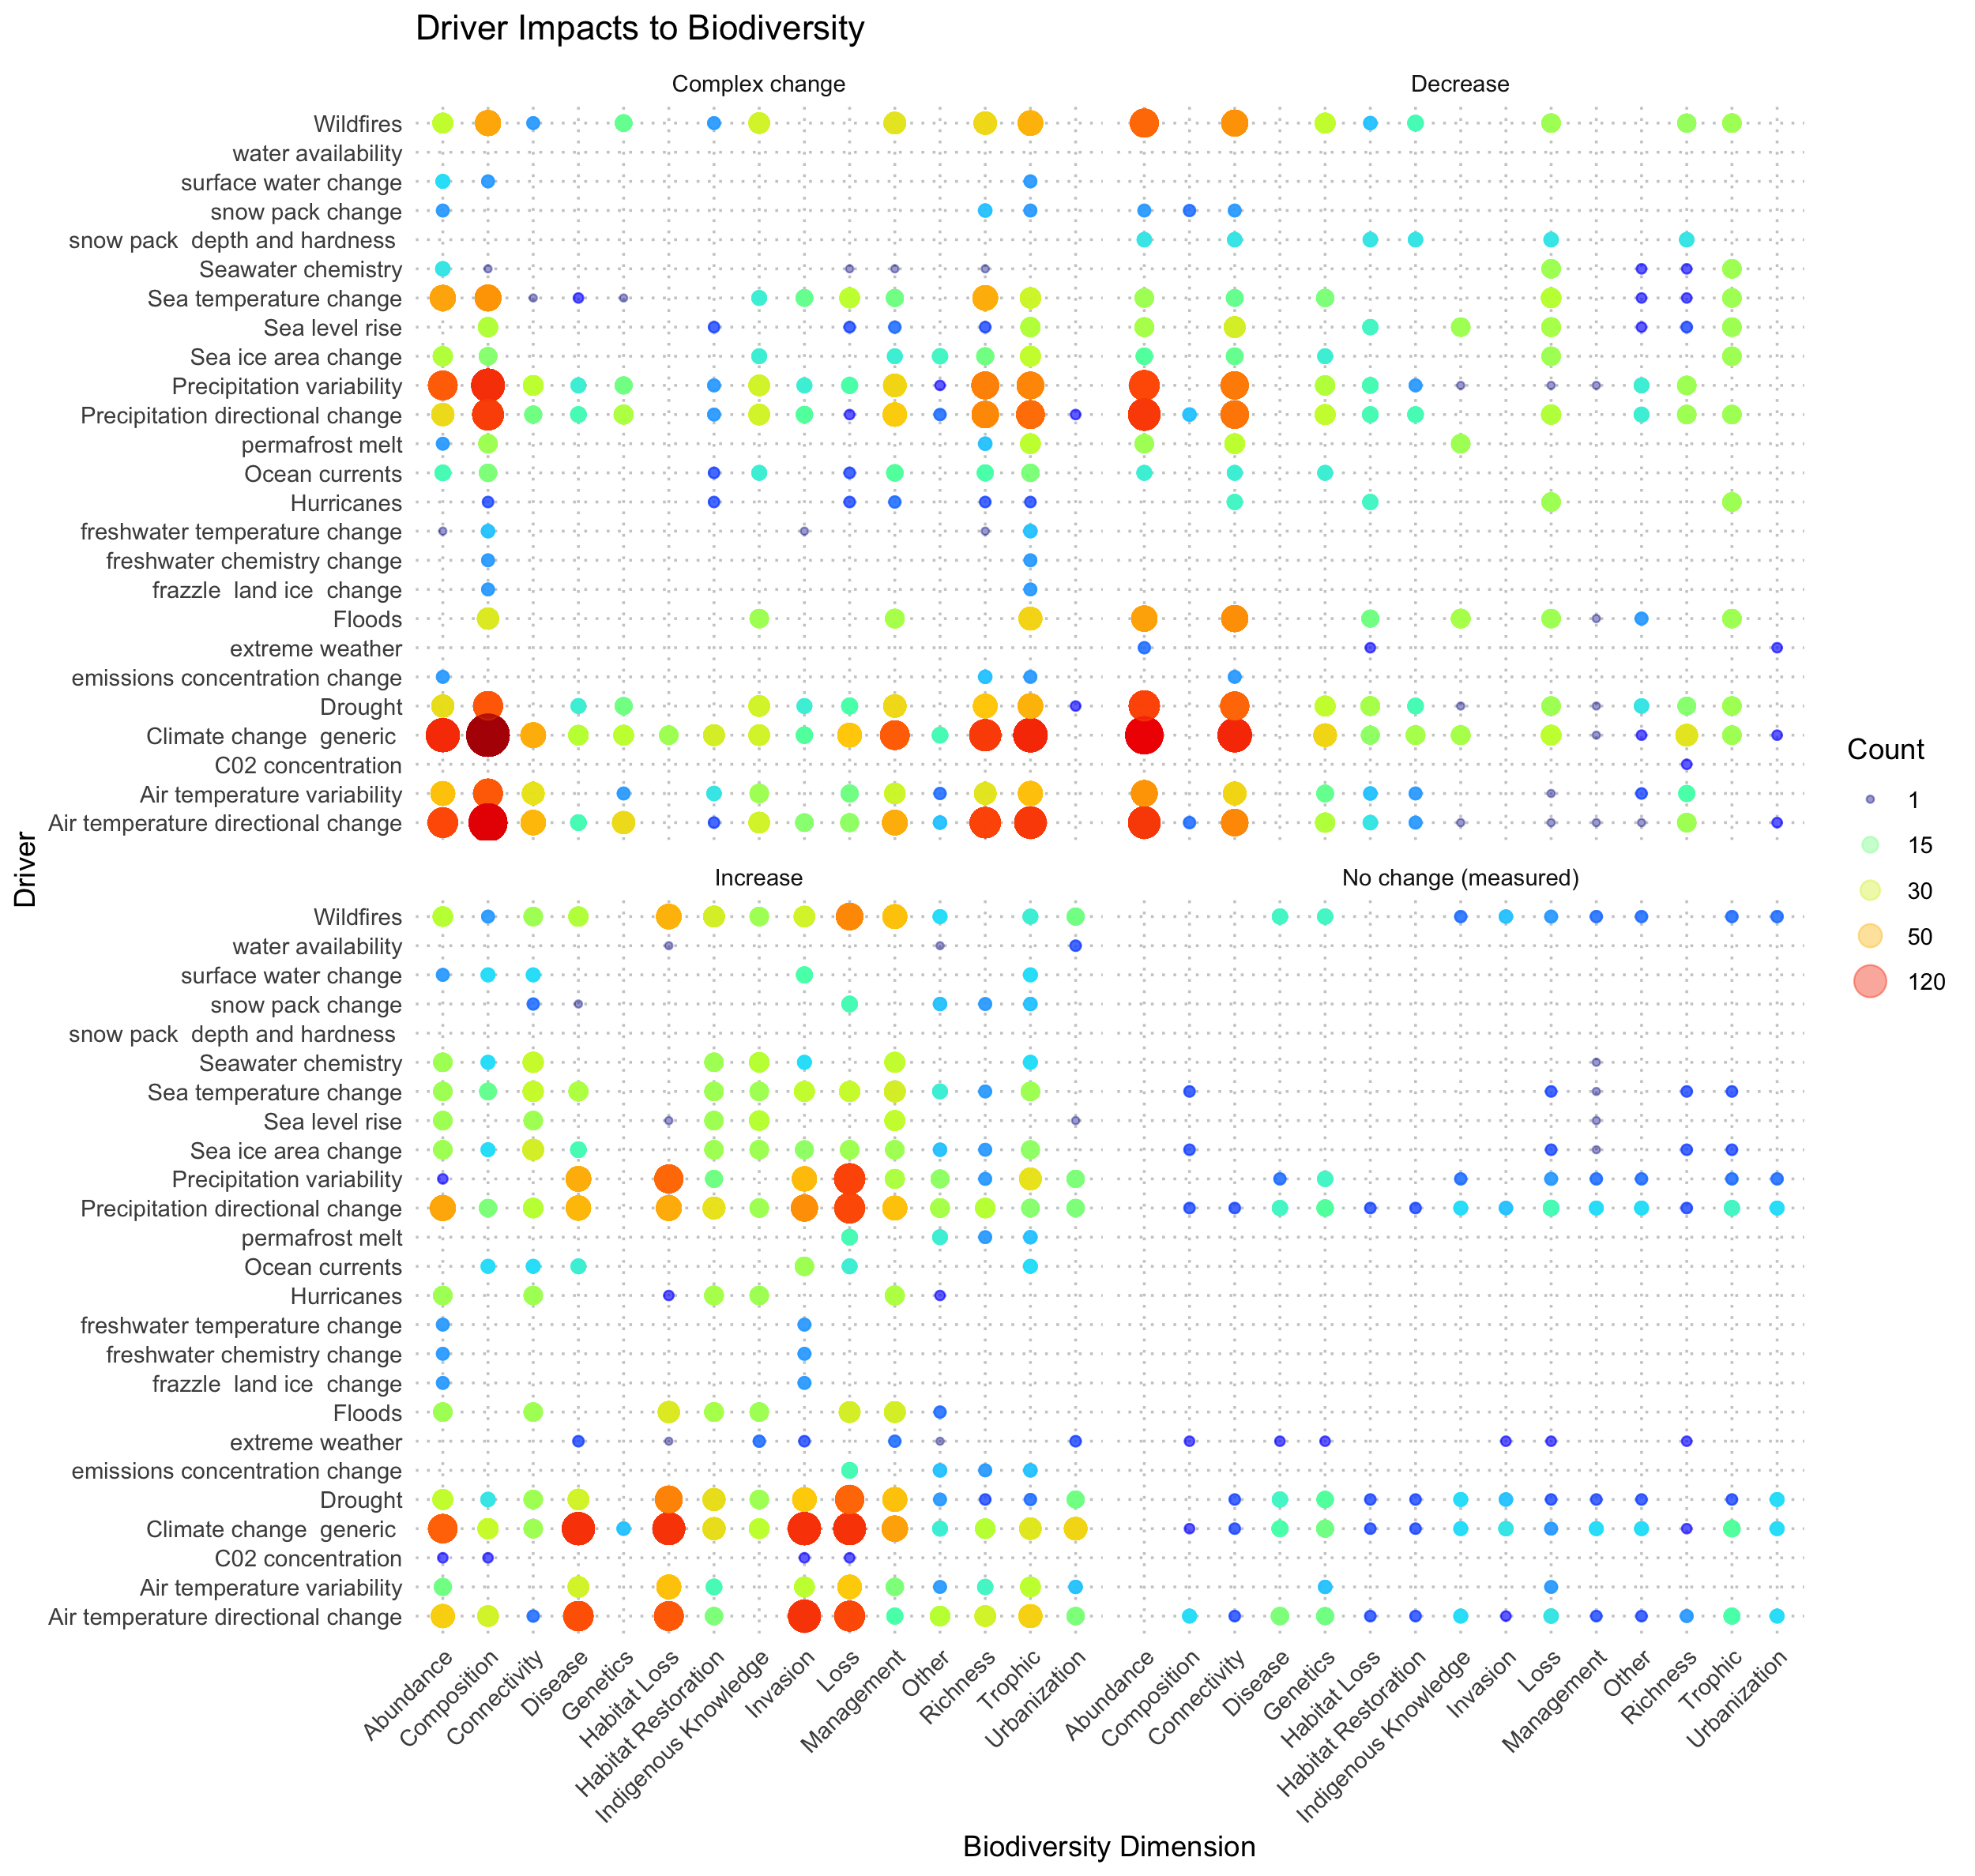 Driver Impacts to Biodiversity
Complex change
Decrease
Wildfires
water availability
surface water change
snow pack change
snow pack  depth and hardness
Seawater chemistry
Sea temperature change
Sea level rise
Sea ice area change
Precipitation variability
Precipitation directional change
permafrost melt
Ocean currents
Hurricanes
freshwater temperature change
freshwater chemistry change
frazzle  land ice  change
Floods
extreme weather
emissions concentration change
Drought
Climate change  generic
C02 concentration
Air temperature variability
Air temperature directional change
Driver
Increase
No change (measured)
Wildfires
water availability
surface water change
snow pack change
snow pack  depth and hardness
Seawater chemistry
Sea temperature change
Sea level rise
Sea ice area change
Precipitation variability
Precipitation directional change
permafrost melt
Ocean currents
Hurricanes
freshwater temperature change
freshwater chemistry change
frazzle  land ice  change
Floods
extreme weather
emissions concentration change
Drought
Climate change  generic
C02 concentration
Air temperature variability
Air temperature directional change
Abundance
Composition
Connectivity
Disease
Genetics
Habitat Loss
Habitat Restoration
Indigenous Knowledge
Invasion
Loss
Management
Other
Richness
Trophic
Urbanization
Abundance
Composition
Connectivity
Disease
Genetics
Habitat Loss
Habitat Restoration
Indigenous Knowledge
Invasion
Loss
Management
Other
Richness
Trophic
Urbanization
Biodiversity Dimension
Count
1
15
30
50
120